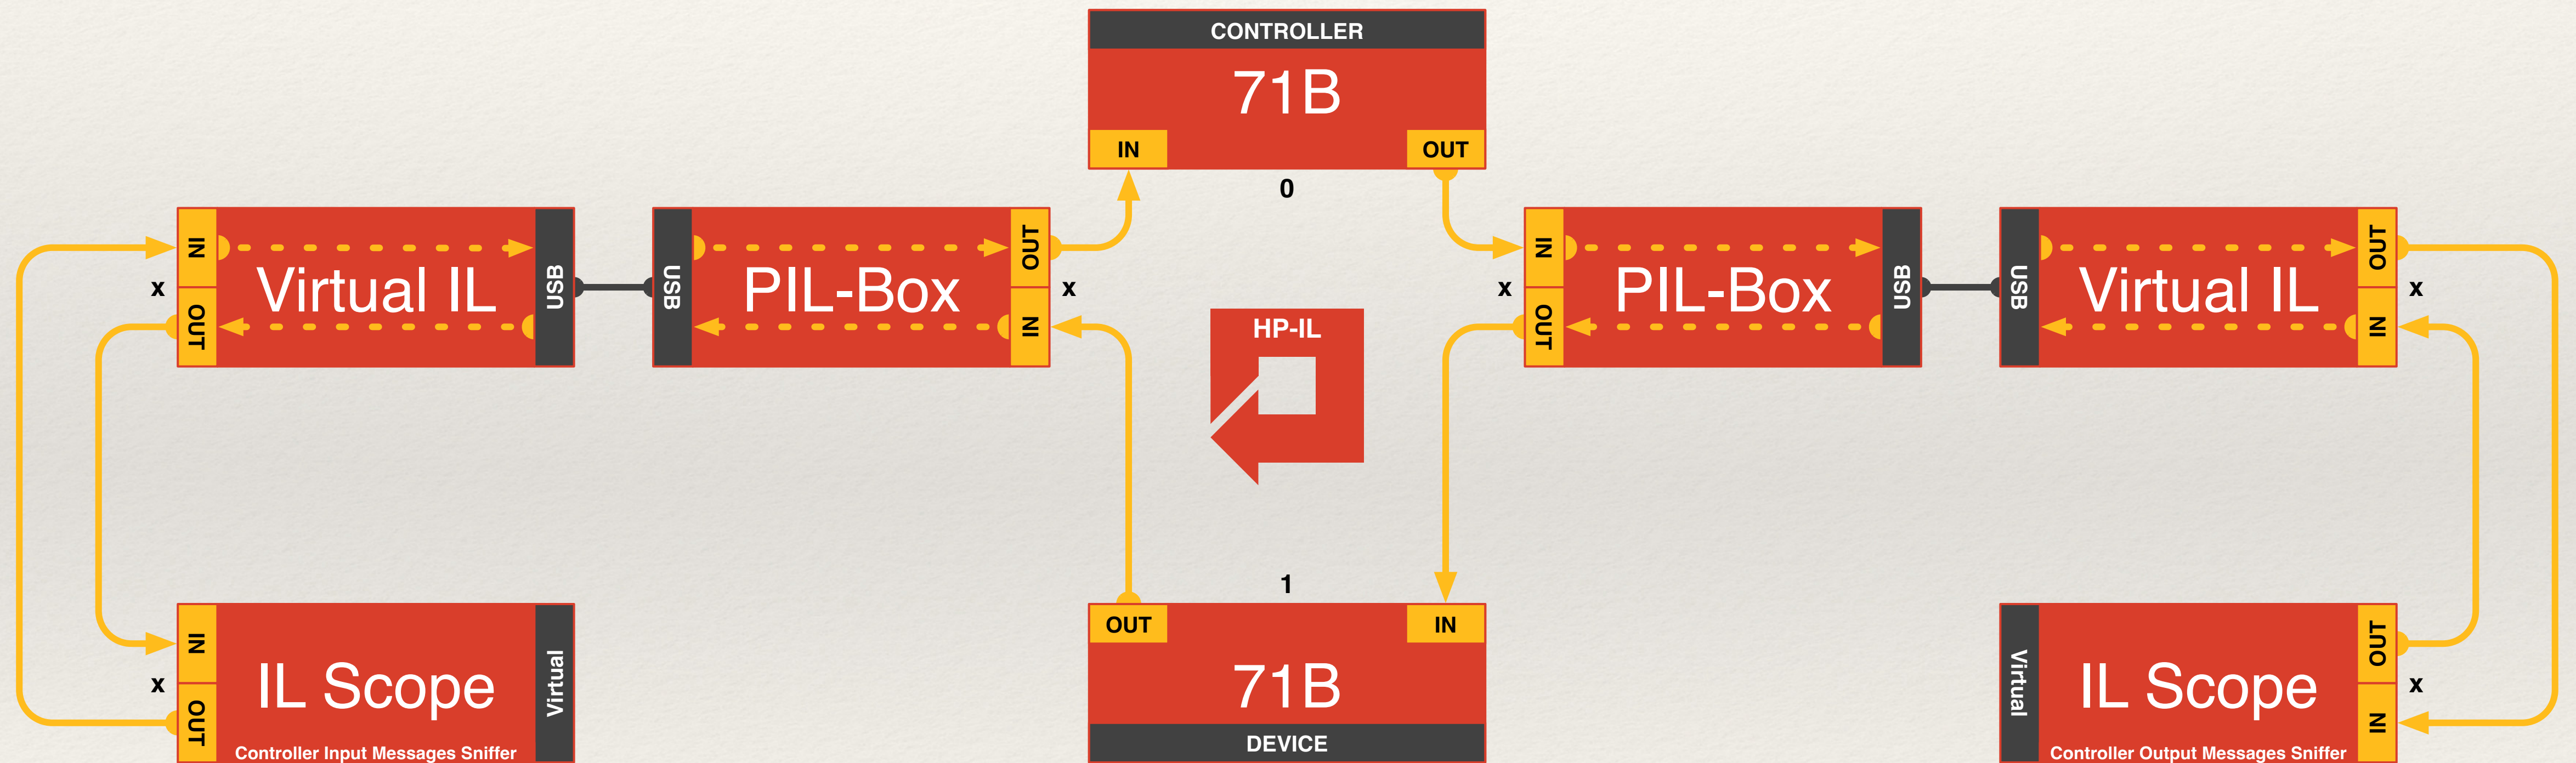 CONTROLLER
71B
IN
OUT
0
IN
OUT
x
Virtual IL
USB
USB
PIL-Box
OUT
IN
x
HP-IL
x
IN
OUT
PIL-Box
USB
USB
Virtual IL
OUT
IN
x
1
IN
OUT
x
IL Scope
Virtual
Controller Input Messages Sniffer
OUT
IN
71B
DEVICE
Virtual
IL Scope
OUT
IN
x
Controller Output Messages Sniffer